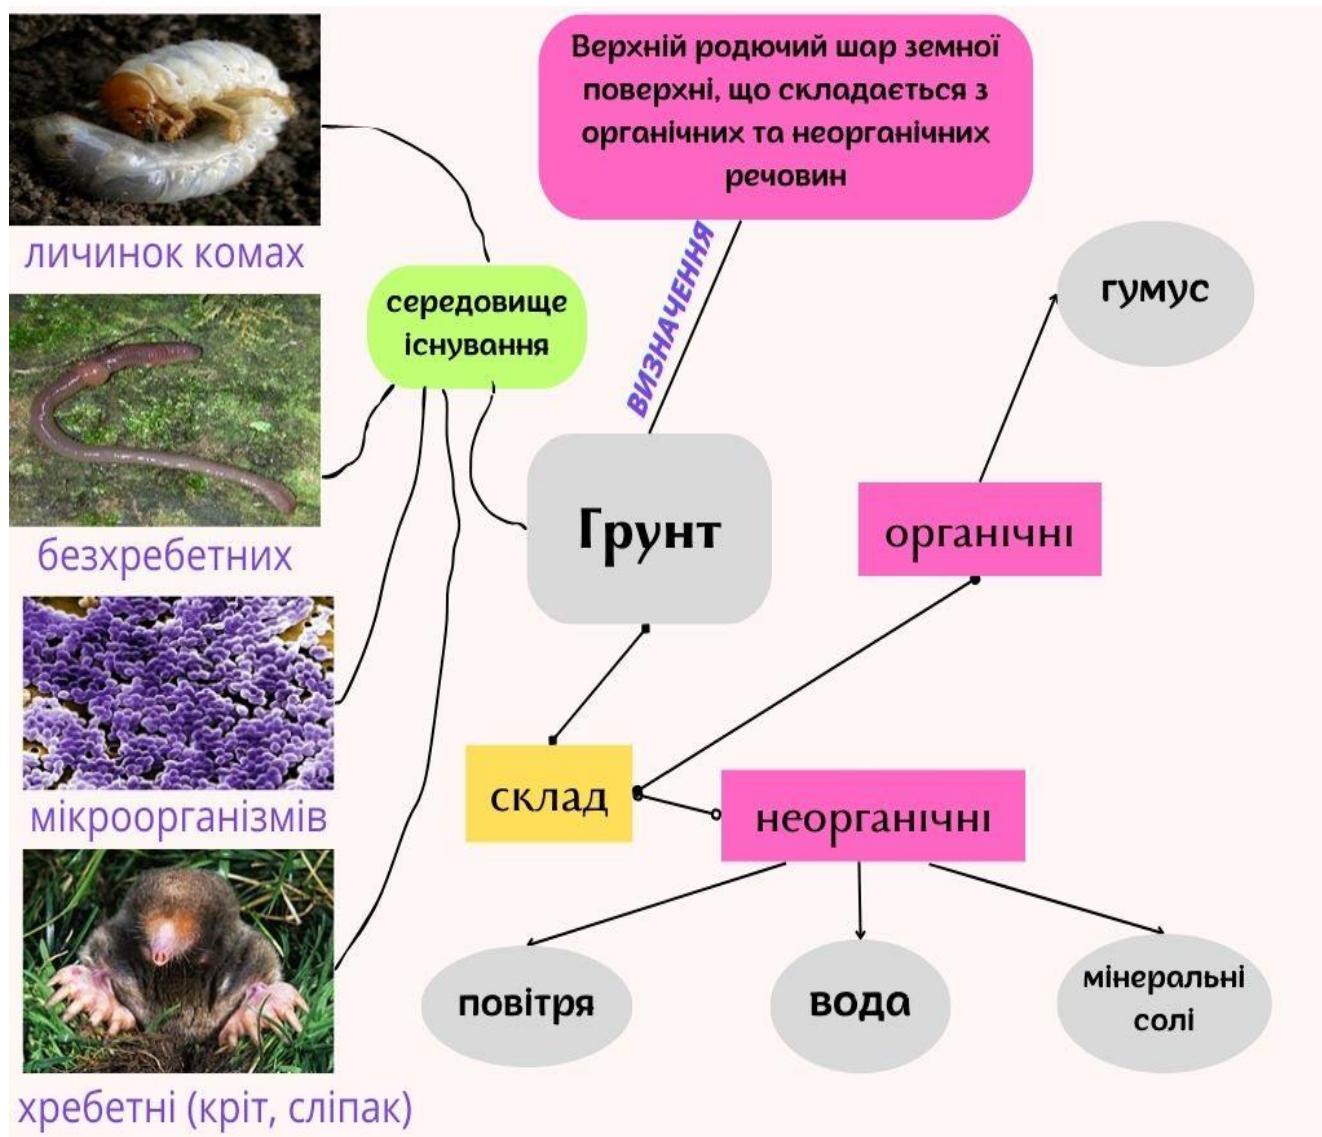 Верхній родючий шар земної
поверхні, що складається з
органічних та неорганічних
речовин
личинок комах
середовище
існування
ВИЗНАЧЕННЯ
гумус
безхребетних
Грунт
органічні
мікроорганізмів
склад
неорганічні
повітря
вода
мінеральні
солі
хребетні (кріт, сліпак)